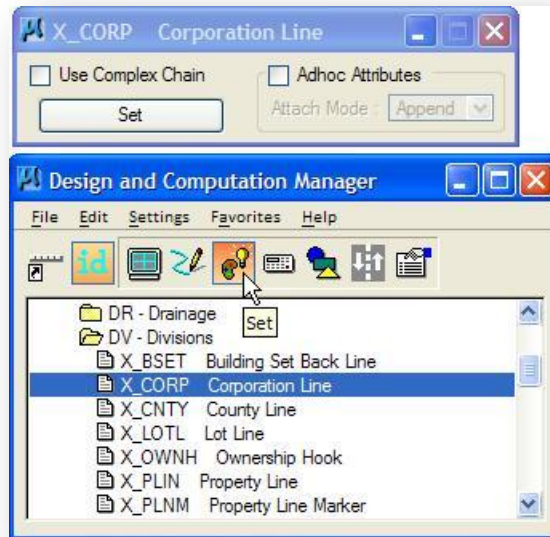 X_CORP Corporation Line
Use Complex Chain
Adhoc Attributes
Set
Attach Mode : Append
Design and Computation Manager
File Edit Settings Favorites Help
id
DR - Drainage
Set
DV - Divisions
X_BSET Building Set Back Line
X_CORP Corporation Line
X_CNTY County Line
X_LOTL Lot Line
X_OWNH Ownership Hook
X_PLIN Property Line
X_PLNM Property Line Marker